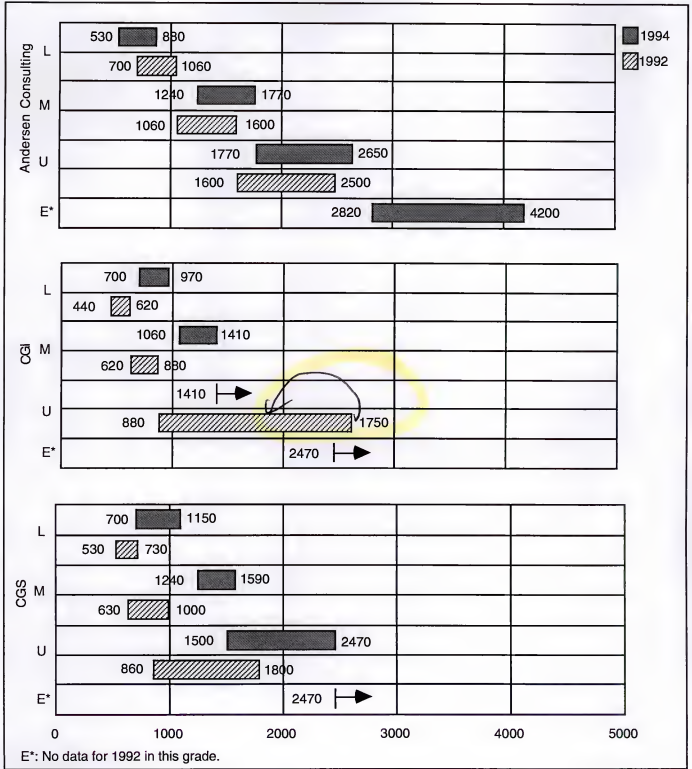 1994
1992
Andersen Consulting
L
530 880
700 1060
M
1240 1770
1060 1600
U
1770 2650
1600 2500
E*
2820 4200
CGI
L
700 970
440 620
M
1060 1410
620 880
U
1410
880 1750
E*
2470
CGS
L
700 1150
530 730
M
1240 1590
630 1000
U
1500 2470
860 1800
E*
2470
0 1000 2000 3000 4000 5000
E*: No data for 1992 in this grade.